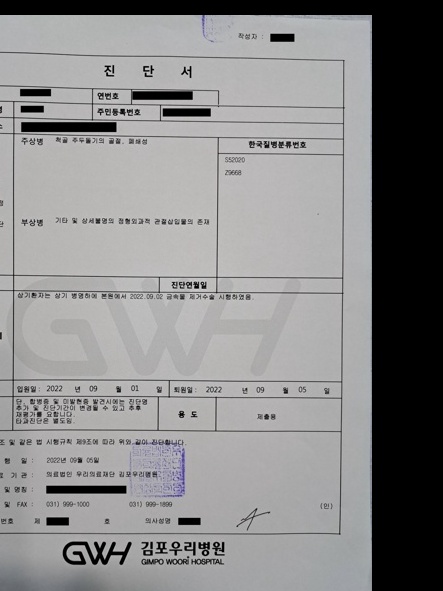 작성자 :
진 단 서
연번호
주민등록번호
주상병 척골 주두돌기의 골절, 폐쇄성
한국질병분류번호
S52020
Z9668
부상병 기타 및 상세불명의 정형외과적 관절삽입물의 존재
진단연월일
상기환자는 상기 병명하에 본원에서 2022.09.02 금속물 제거수술 시행하였음.
GWH
입원일 : 2022 년 09 월 01 일 퇴원일 : 2022 년 09 월 05 일
단, 합병증 및 미발현증 발견시에는 진단명
추가 및 진단기간이 변경될 수 있고 추후
재평가를 요합니다.
타과진단은 별도임.
용 도 제출용
조 및 같은 법 시행규칙 제9조에 따라 위와 같이 진단합니다.
행 일 : 2022년 09월 05일
기 관 : 의료법인 우리의료재단 김포우리병원
및 명칭 :
및 FAX : 031) 999-1000 031) 999-1899 (인)
번호 제 호 의사성명
GWH 김포우리병원
GIMPO WOORI HOSPITAL